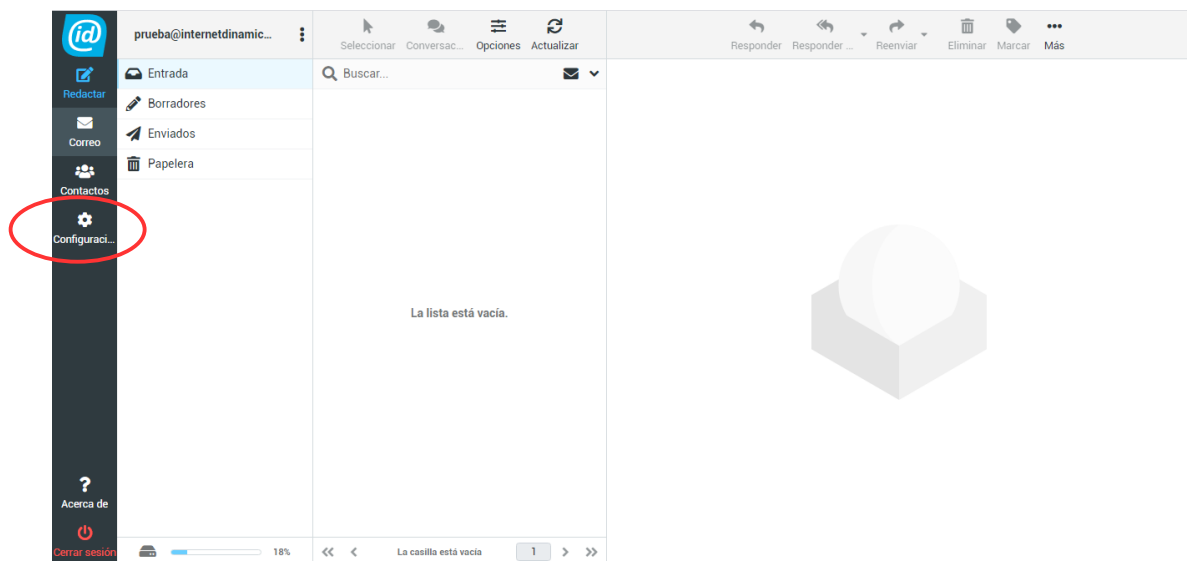 id
prueba@internetdinamic...
Seleccionar
Conversac...
Opciones
Actualizar
Responder
Responder ...
Reenviar
Eliminar
Marcar
Más
Redactar
Correo
Contactos
Configuraci...
Acerca de
Cerrar sesión
Entrada
Borradores
Enviados
Papelera
18%
Buscar...
La lista está vacía.
La casilla está vacía
1